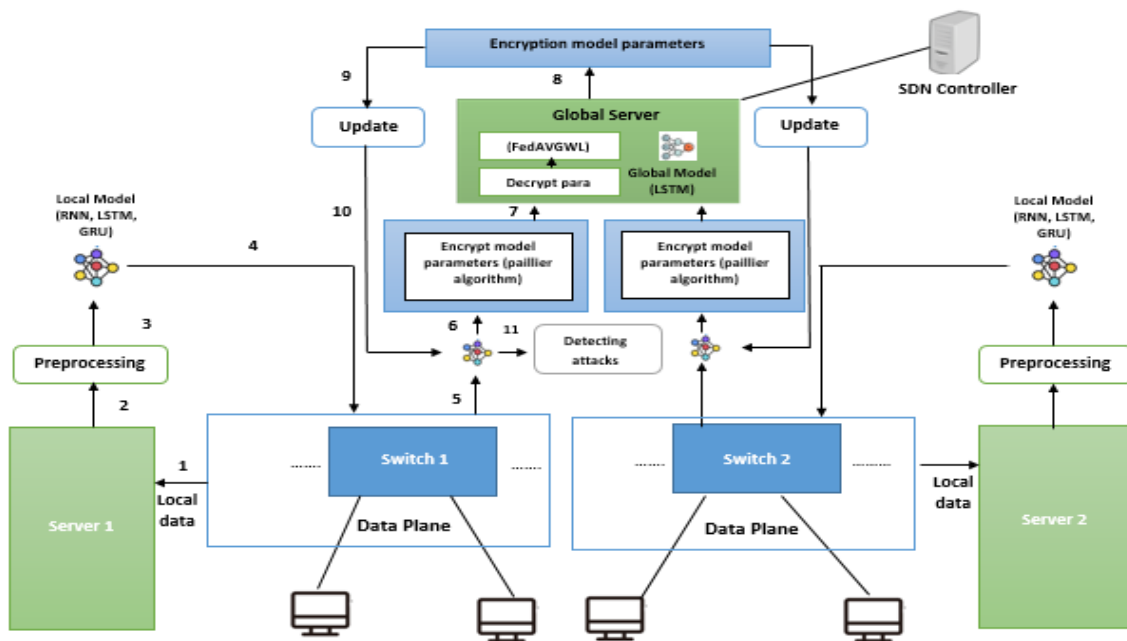 Encryption model parameters
9
8
SDN Controller
Update
Global Server
Update
(FedAVGWL)
Decrypt para
Global Model
(LSTM)
Local Model
(RNN, LSTM,
GRU)
10
7
Local Model
(RNN, LSTM,
GRU)
4
Encrypt model
parameters (paillier
algorithm)
Encrypt model
parameters (paillier
algorithm)
3
6
11
Detecting
attacks
Preprocessing
Preprocessing
2
5
Switch 1
Switch 2
1
Local
data
Local
data
Server 1
Data Plane
Data Plane
Server 2